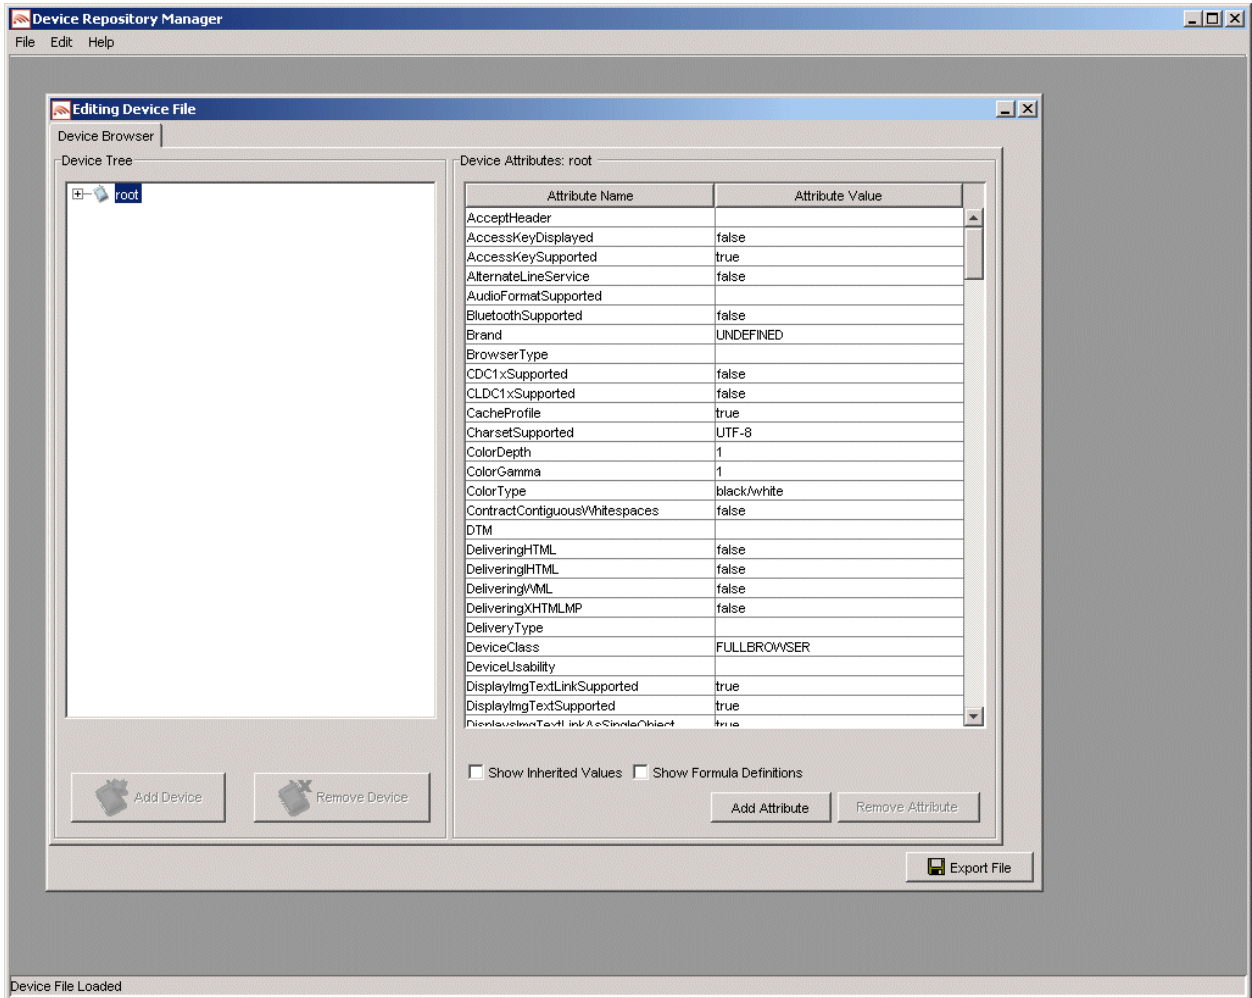 Device Repository Manager
File Edit Help
Editing Device File
Device Browser
Device Tree
root
Add Device
Remove Device
Device Attributes: root
Attribute Name Attribute Value
AcceptHeader
AccessKeyDisplayed false
AccessKeySupported true
AlternateLineService false
AudioFormatSupported
BluetoothSupported false
Brand UNDEFINED
BrowserType
CDC1xSupported false
CLDC1xSupported false
CacheProfile true
CharsetSupported UTF-8
ColorDepth 1
ColorGamma 1
ColorType black/white
ContractContiguousWhitespaces false
DTM
DeliveringHTML false
DeliveringIHTML false
DeliveringWML false
DeliveringXHTMLMP false
DeliveryType
DeviceClass FULLBROWSER
DeviceUsability
DisplayImgTextLinkSupported true
DisplayImgTextSupported true
DisplaysImgTextLinkAsSingleObject true
Show Inherited Values Show Formula Definitions
Add Attribute Remove Attribute
Export File
Device File Loaded